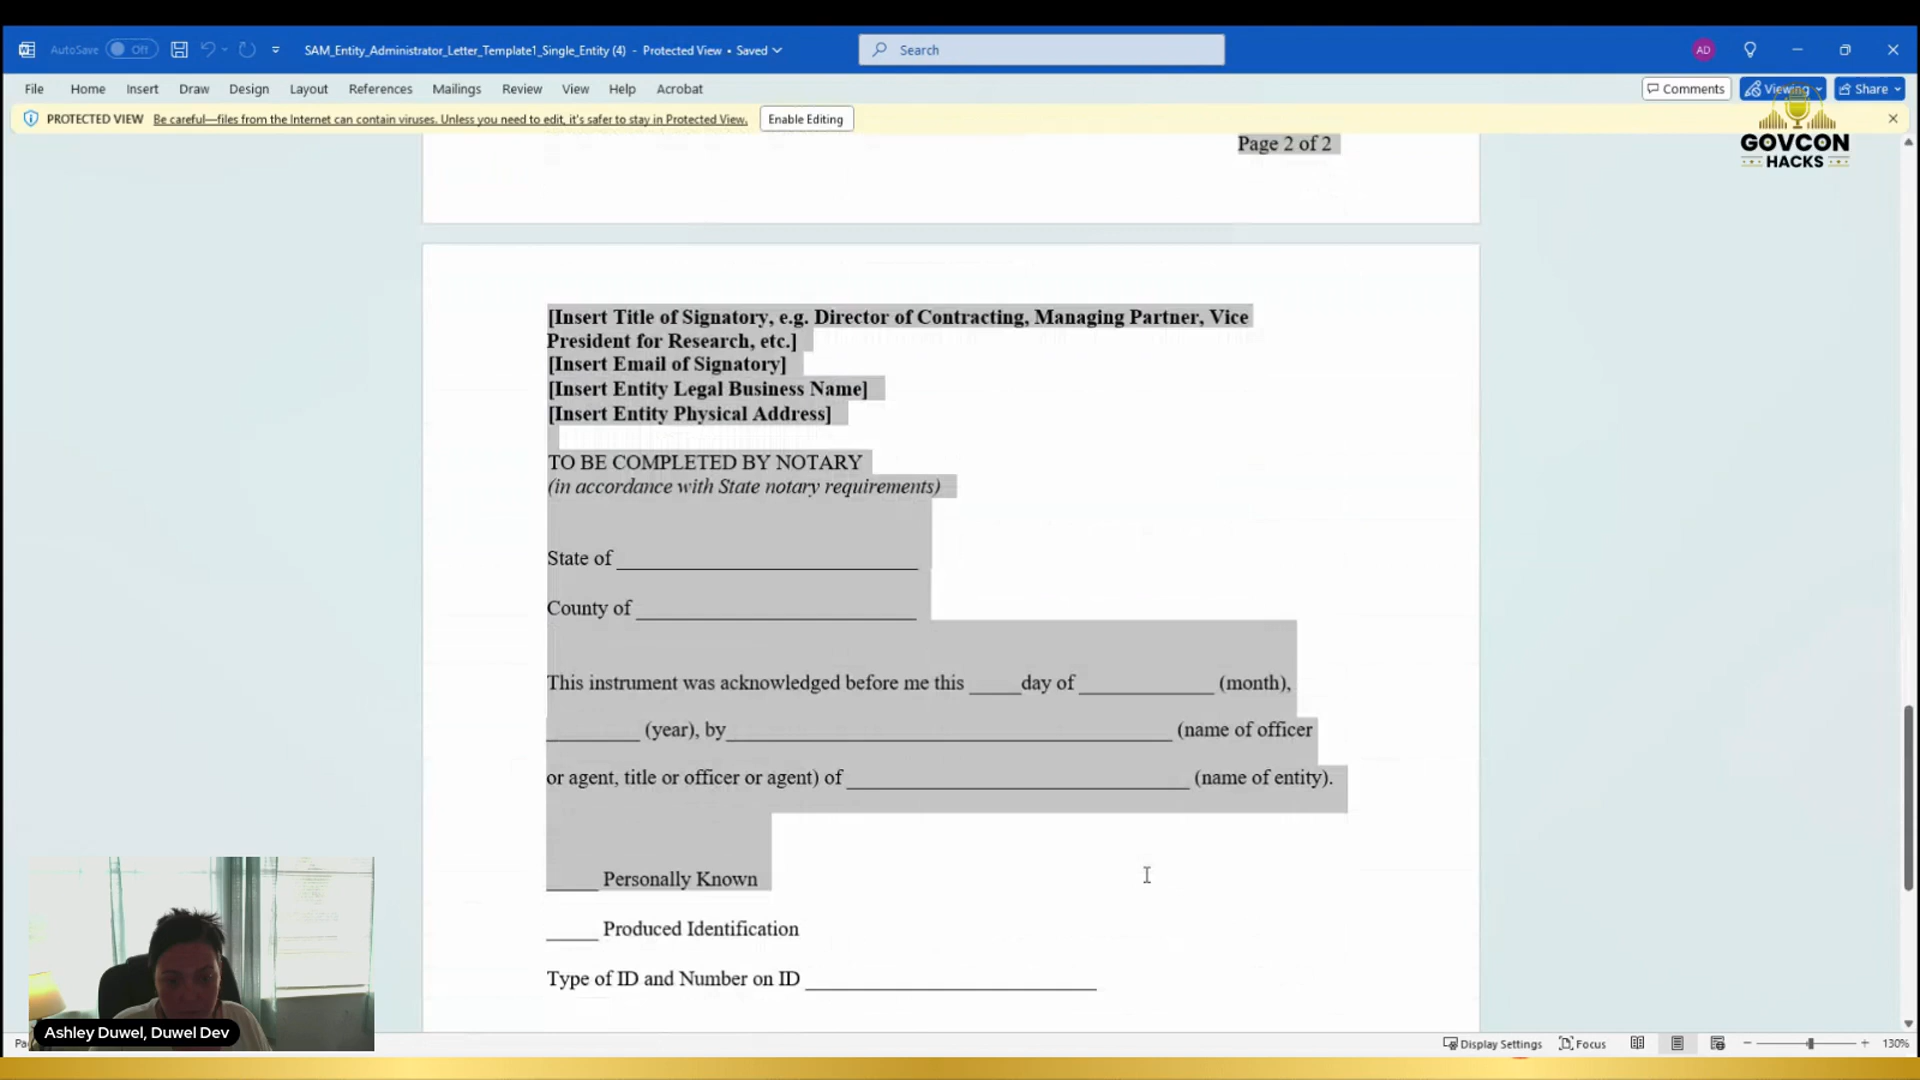 AutoSave Off SAM_Entity_Administrator_Letter_Template1_Single_Entity (4) - Protected View • Saved Search AD
File Home Insert Draw Design Layout References Mailings Review View Help Acrobat Comments Viewing Share
PROTECTED VIEW Be careful—files from the Internet can contain viruses. Unless you need to edit, it's safer to stay in Protected View. Enable Editing
GOVCON
HACKS
Page 2 of 2
[Insert Title of Signatory, e.g. Director of Contracting, Managing Partner, Vice
President for Research, etc.]
[Insert Email of Signatory]
[Insert Entity Legal Business Name]
[Insert Entity Physical Address]
TO BE COMPLETED BY NOTARY
(in accordance with State notary requirements)
State of ______________________________
County of ____________________________
This instrument was acknowledged before me this _____day of _____________ (month),
_________ (year), by___________________________________________ (name of officer
or agent, title or officer or agent) of _________________________________ (name of entity).
_____ Personally Known
_____ Produced Identification
Type of ID and Number on ID ____________________________
Ashley Duwel, Duwel Dev
Display Settings Focus 130%